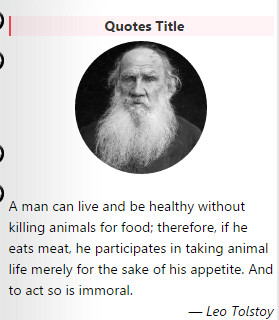 Quotes Title
A man can live and be healthy without
killing animals for food; therefore, if he
eats meat, he participates in taking animal
life merely for the sake of his appetite. And
to act so is immoral.
— Leo Tolstoy